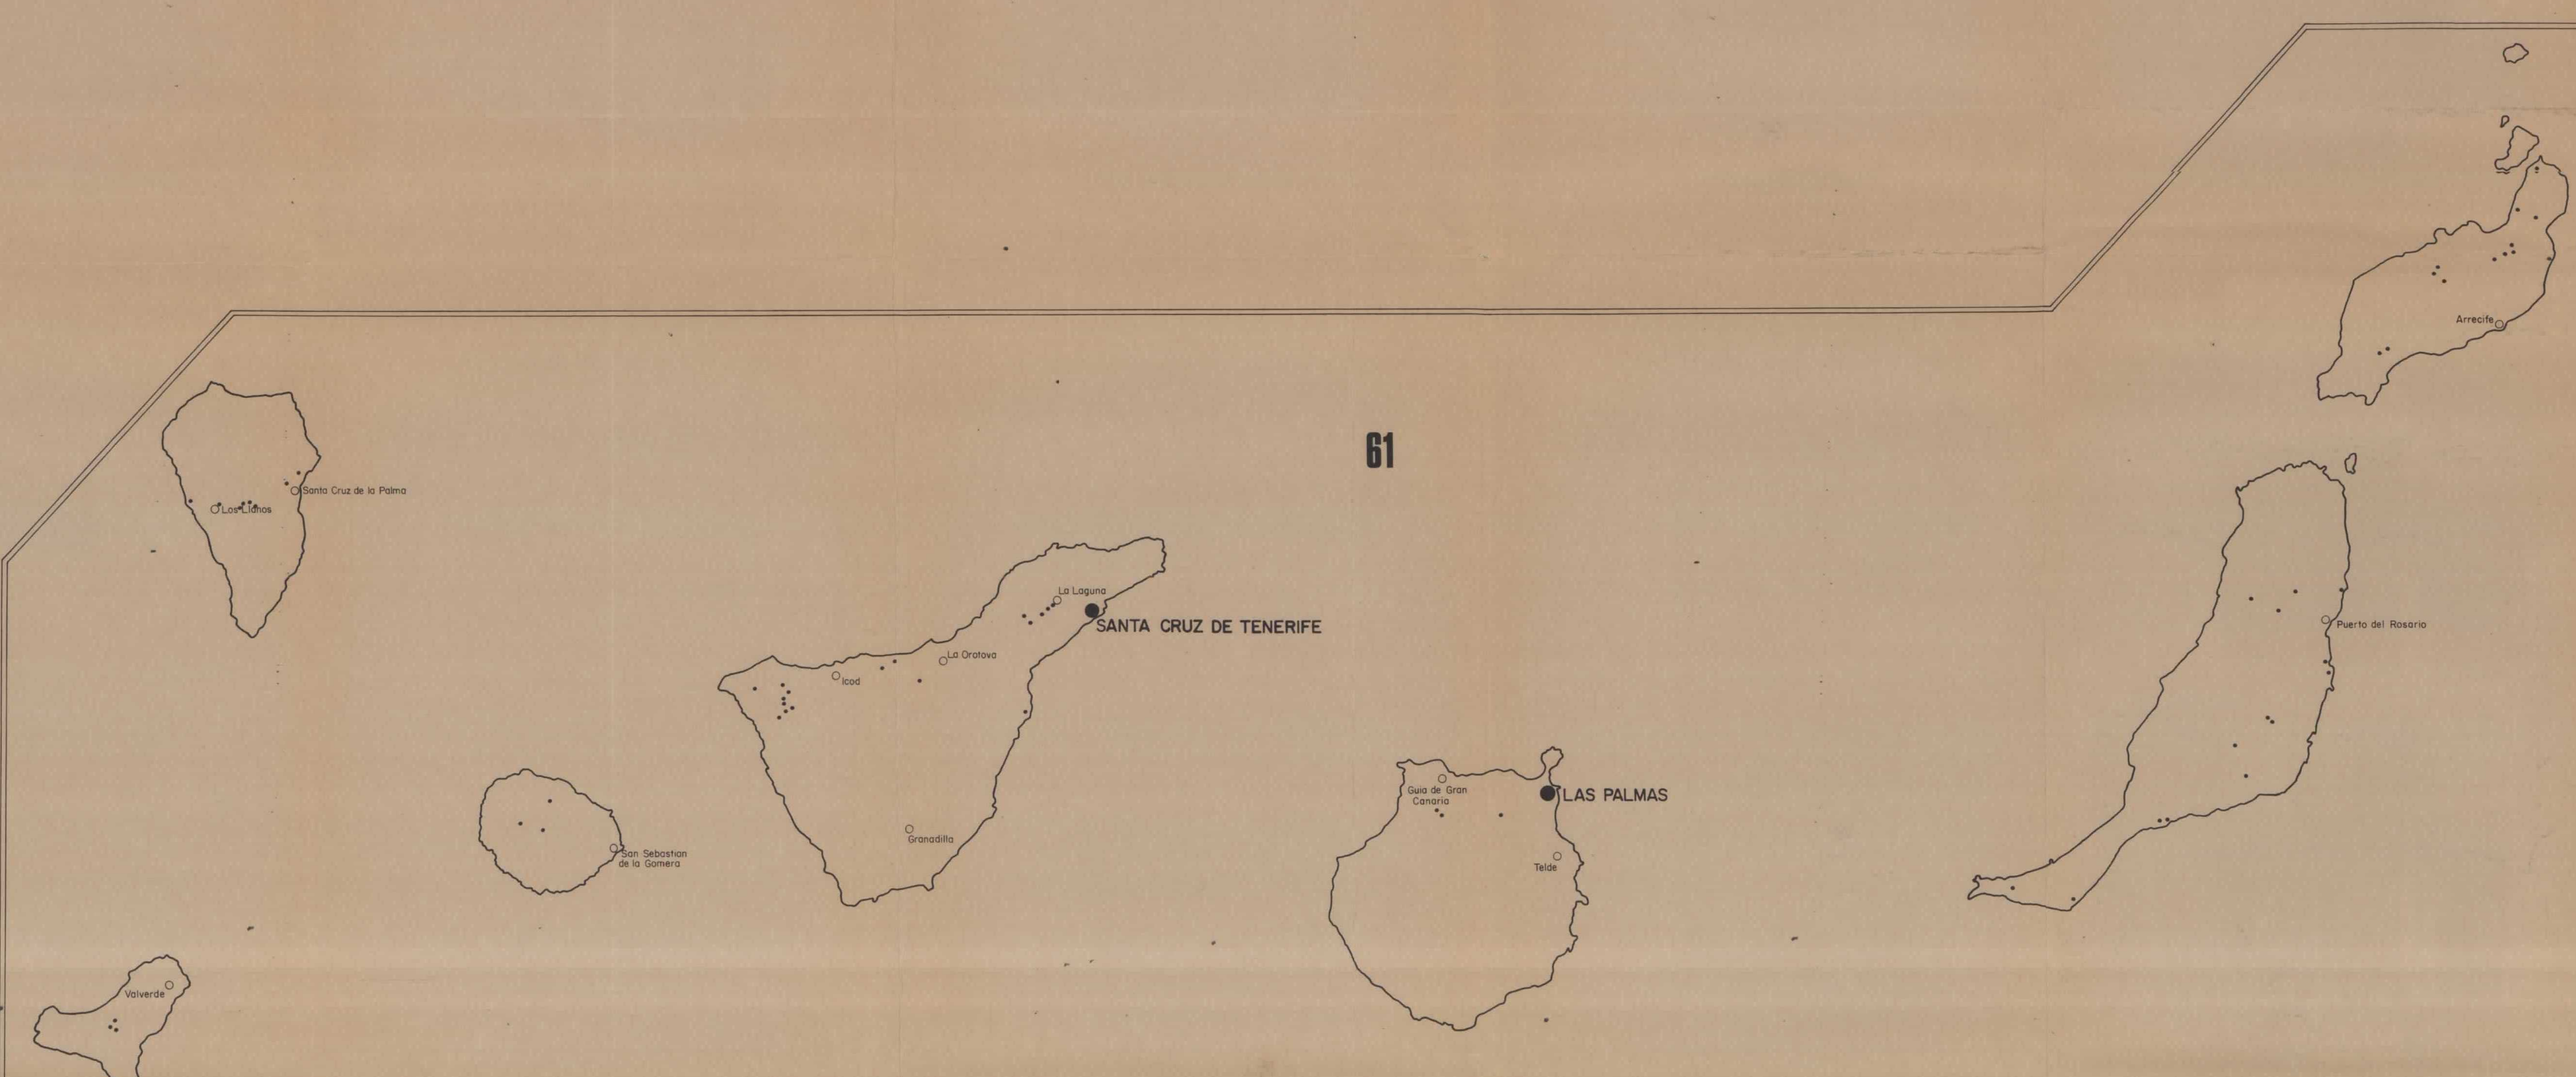 Arrecife
61
Santa Cruz de la Palma
Los Llanos
La Laguna
SANTA CRUZ DE TENERIFE
Puerto del Rosario
La Orotova
Icod
Guia de Gran
Canaria
LAS PALMAS
Granadilla
San Sebastian
de la Gomera
Telde
Valverde